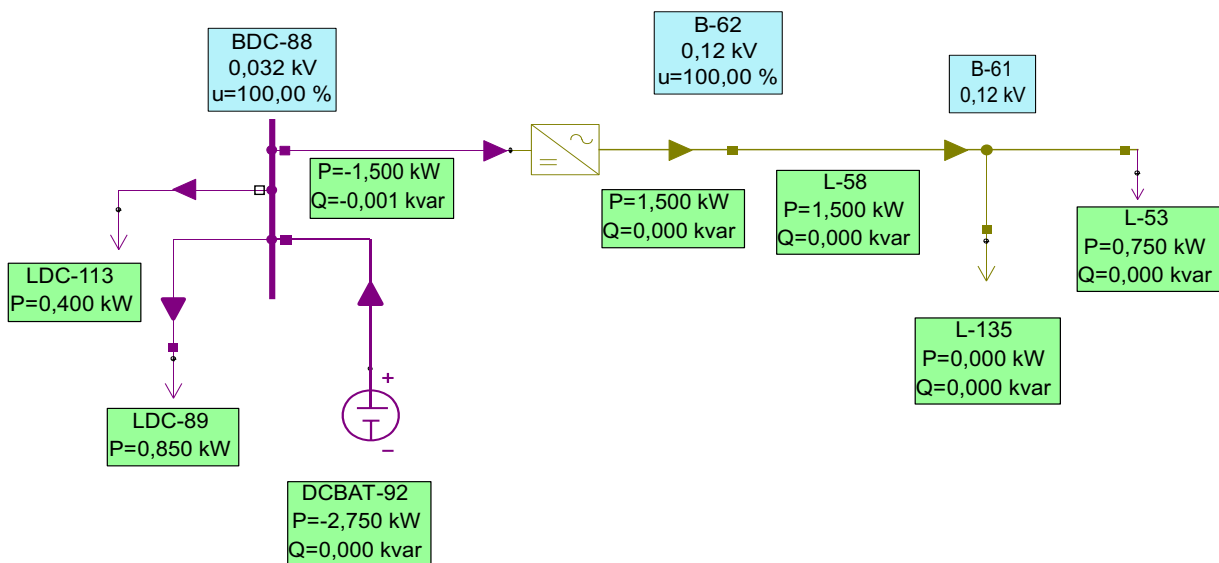 BDC-88
0,032 kV
u=100,00 %
B-62
0,12 kV
u=100,00 %
B-61
0,12 kV
P=-1,500 kW
Q=-0,001 kvar
P=1,500 kW
Q=0,000 kvar
L-58
P=1,500 kW
Q=0,000 kvar
L-53
P=0,750 kW
Q=0,000 kvar
LDC-113
P=0,400 kW
L-135
P=0,000 kW
Q=0,000 kvar
LDC-89
P=0,850 kW
+
−
DCBAT-92
P=-2,750 kW
Q=0,000 kvar